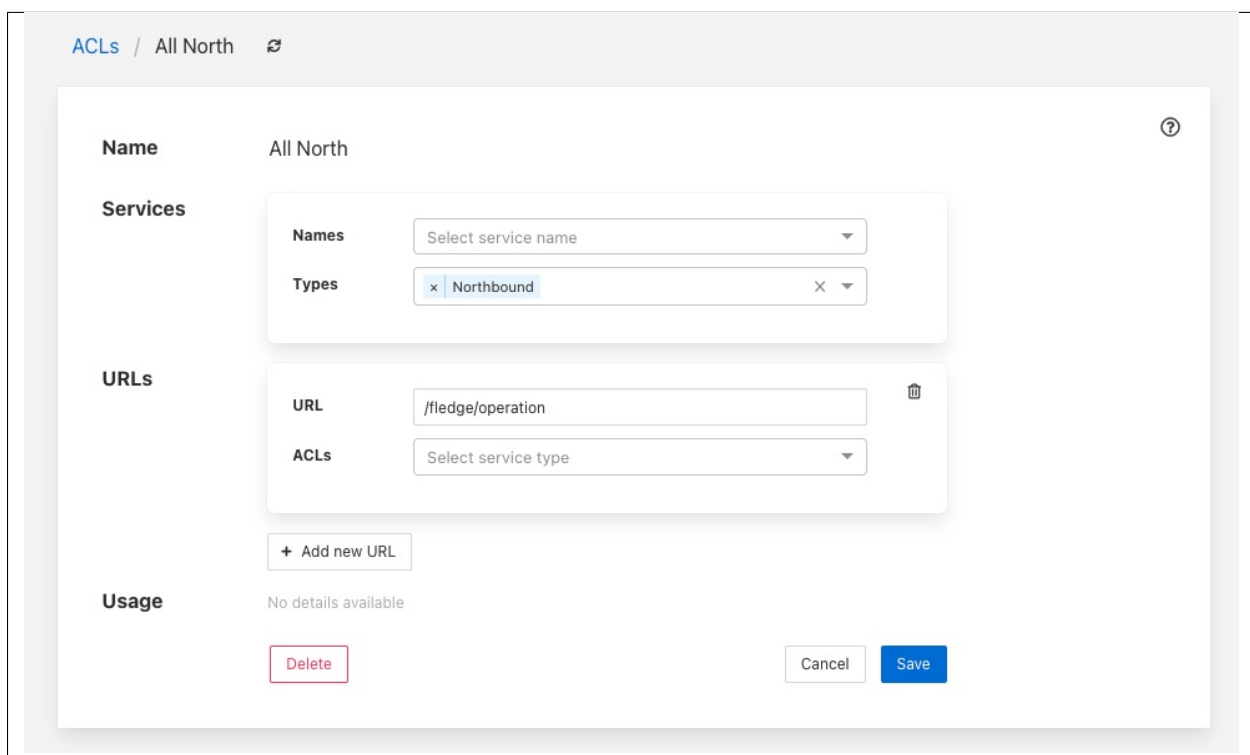 ACLs / All North
Name All North
Services
Names Select service name
Types × Northbound
URLs
URL /fledge/operation
ACLs Select service type
+ Add new URL
Usage No details available
Delete Cancel Save